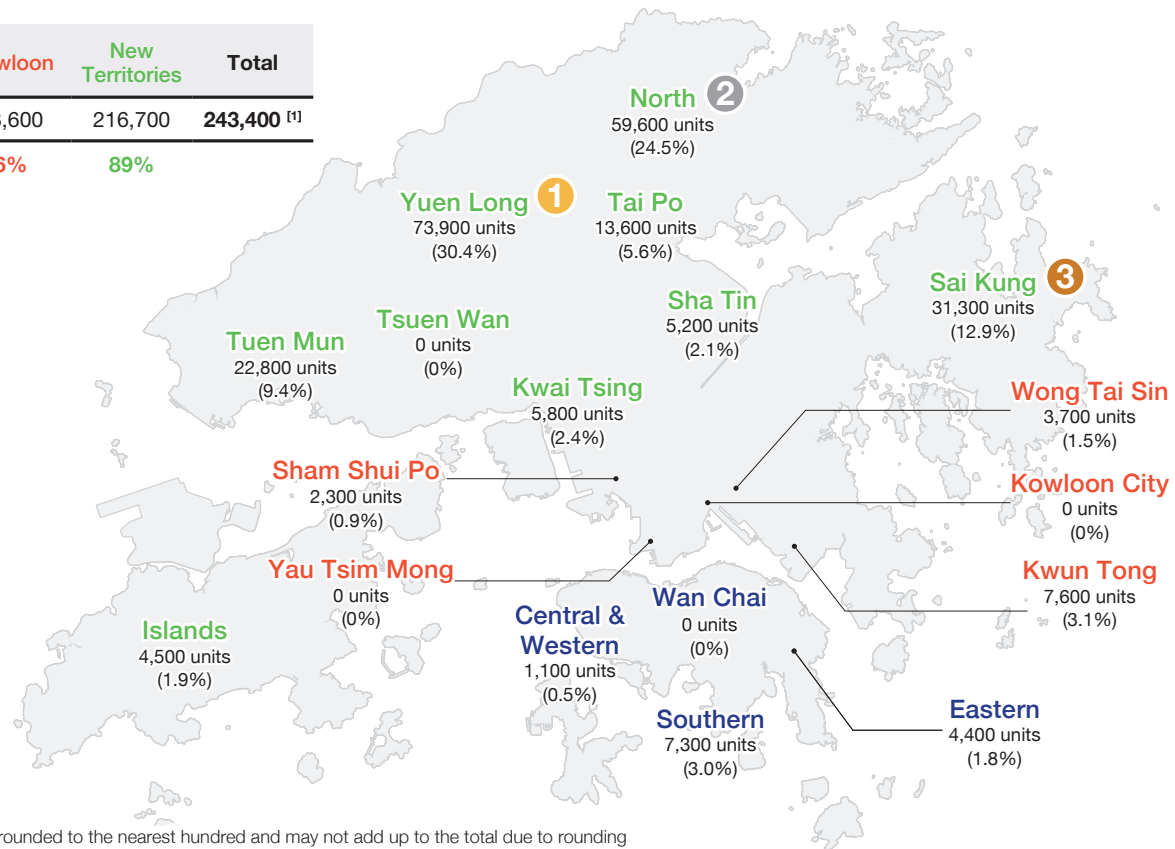 New
Territories
Total
216,700
243,400 [1]
89%
North 2
59,600 units
(24.5%)
Yuen Long 1
73,900 units
(30.4%)
Tai Po
13,600 units
(5.6%)
Sai Kung 3
31,300 units
(12.9%)
Sha Tin
5,200 units
(2.1%)
Tsuen Wan
0 units
(0%)
Tuen Mun
22,800 units
(9.4%)
Kwai Tsing
5,800 units
(2.4%)
Wong Tai Sin
3,700 units
(1.5%)
Sham Shui Po
2,300 units
(0.9%)
Kowloon City
0 units
(0%)
Yau Tsim Mong
0 units
(0%)
Kwun Tong
7,600 units
(3.1%)
Islands
4,500 units
(1.9%)
Central &
Western
1,100 units
(0.5%)
Wan Chai
0 units
(0%)
Southern
7,300 units
(3.0%)
Eastern
4,400 units
(1.8%)
rounded to the nearest hundred and may not add up to the total due to rounding